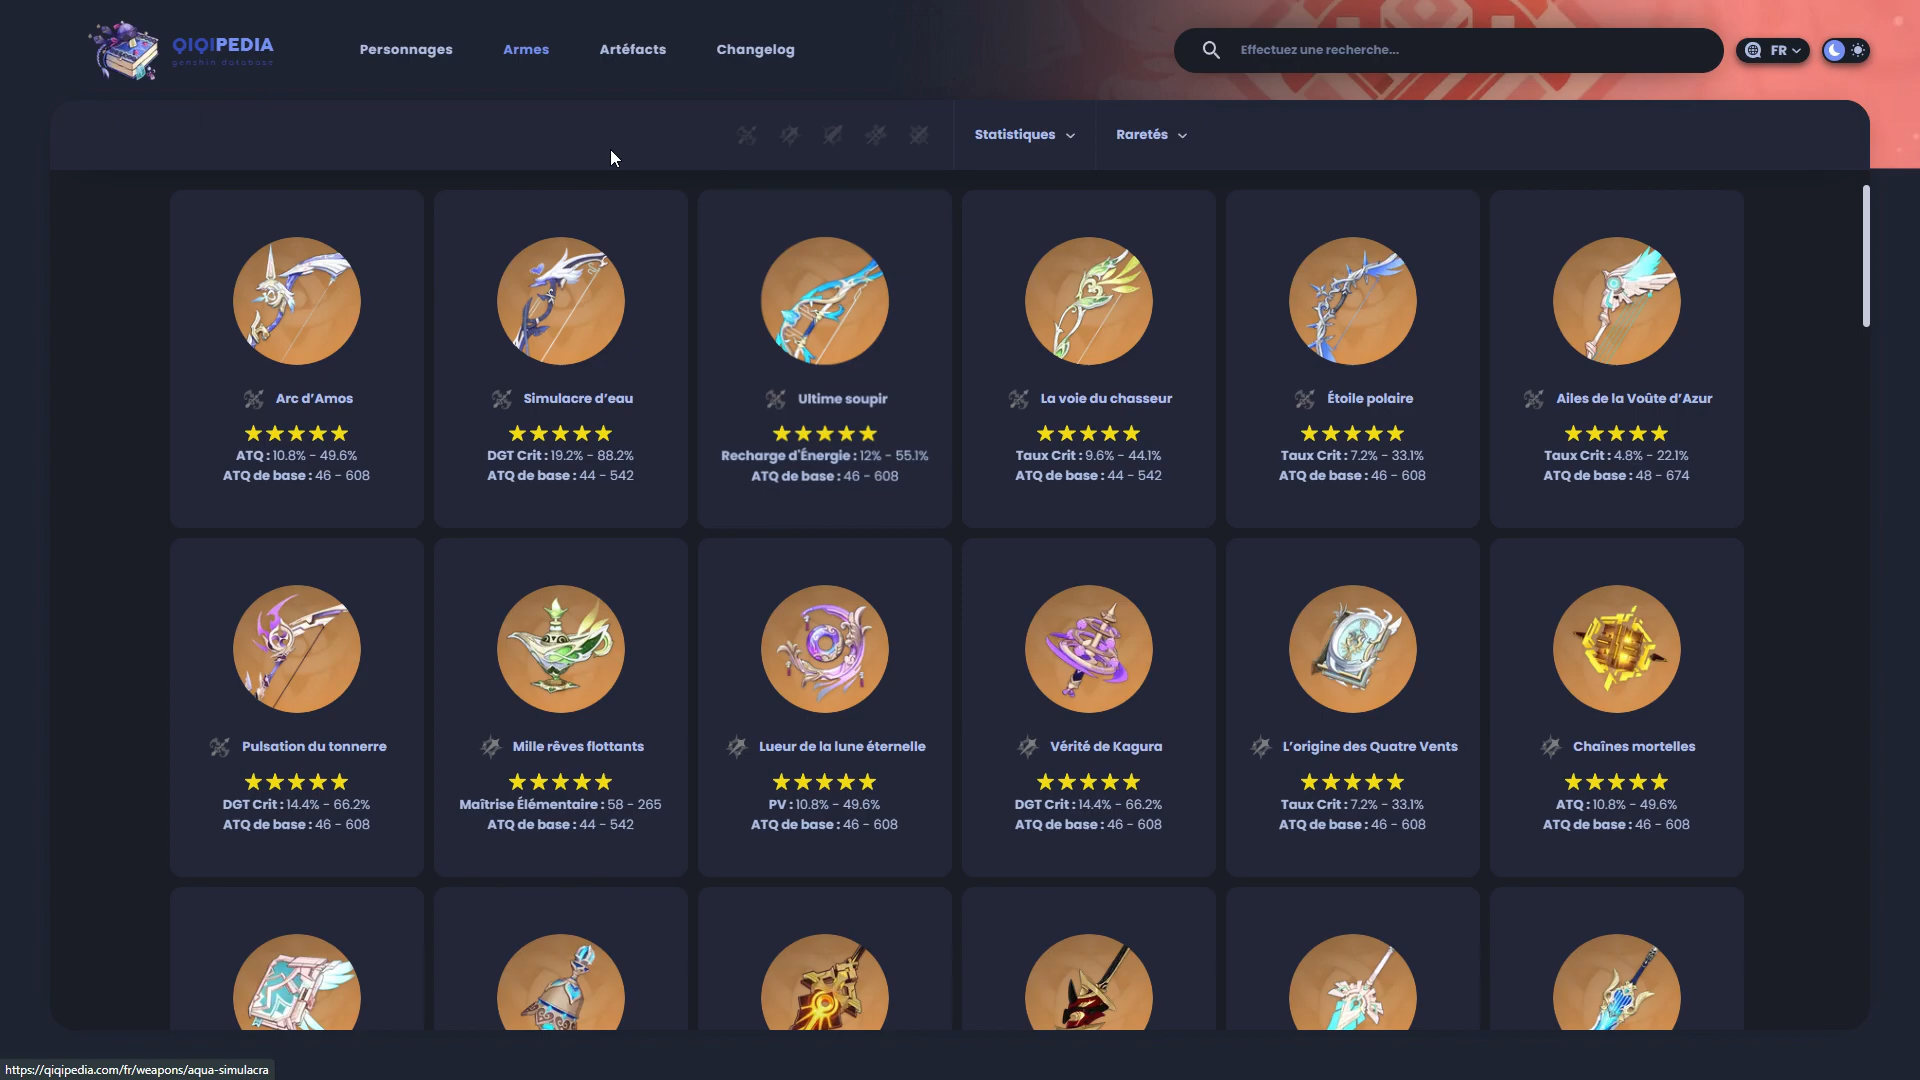 QIQIPEDIA
genshin database
Personnages
Armes
Artéfacts
Changelog
Effectuez une recherche...
FR
Statistiques
Raretés
Arc d’Amos
ATQ : 10.8% - 49.6%
ATQ de base : 46 - 608
Simulacre d’eau
DGT Crit : 19.2% - 88.2%
ATQ de base : 44 - 542
Ultime soupir
Recharge d'Énergie : 12% - 55.1%
ATQ de base : 46 - 608
La voie du chasseur
Taux Crit : 9.6% - 44.1%
ATQ de base : 44 - 542
Étoile polaire
Taux Crit : 7.2% - 33.1%
ATQ de base : 46 - 608
Ailes de la Voûte d’Azur
Taux Crit : 4.8% - 22.1%
ATQ de base : 48 - 674
Pulsation du tonnerre
DGT Crit : 14.4% - 66.2%
ATQ de base : 46 - 608
Mille rêves flottants
Maîtrise Élémentaire : 58 - 265
ATQ de base : 44 - 542
Lueur de la lune éternelle
PV : 10.8% - 49.6%
ATQ de base : 46 - 608
Vérité de Kagura
DGT Crit : 14.4% - 66.2%
ATQ de base : 46 - 608
L’origine des Quatre Vents
Taux Crit : 7.2% - 33.1%
ATQ de base : 46 - 608
Chaînes mortelles
ATQ : 10.8% - 49.6%
ATQ de base : 46 - 608
https://qiqipedia.com/fr/weapons/aqua-simulacra